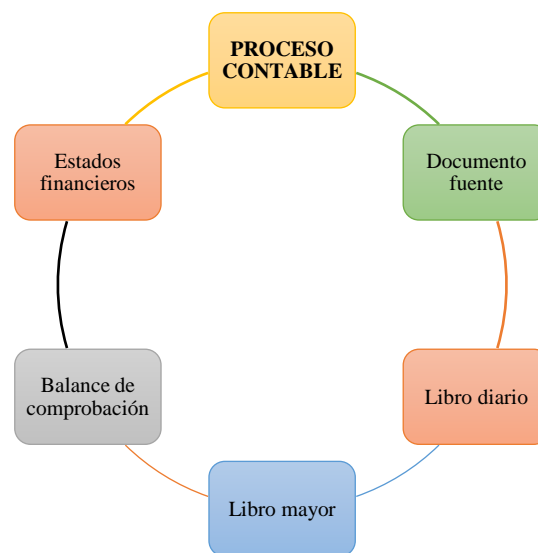 PROCESO
CONTABLE
Documento
fuente
Libro diario
Libro mayor
Balance de
comprobación
Estados
financieros